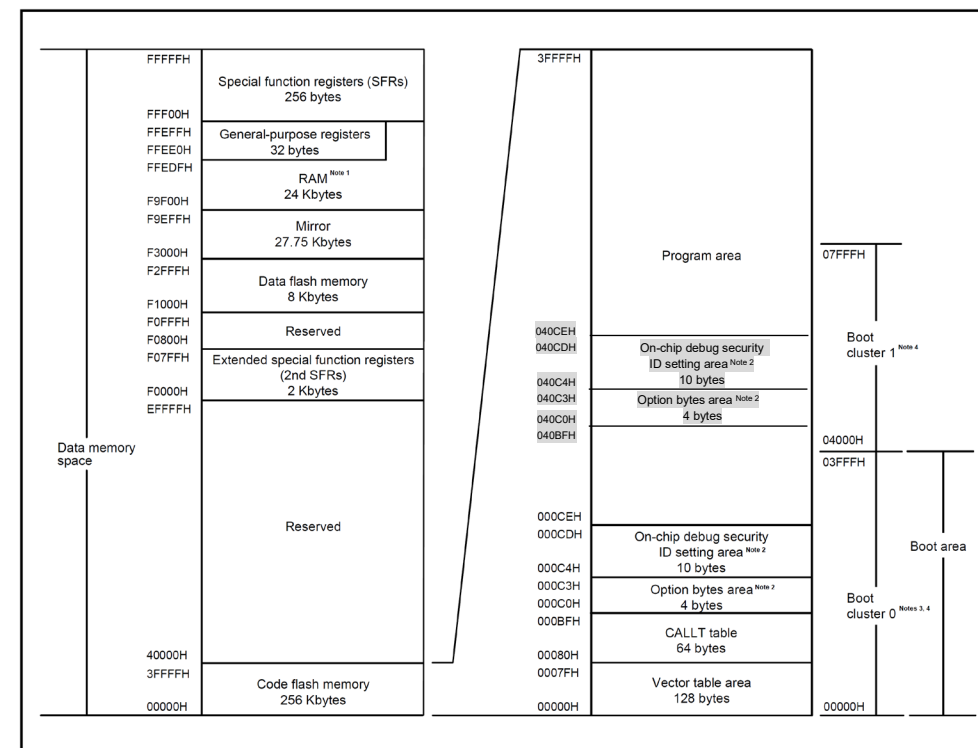 FFFFFH
Special function registers (SFRs)
256 bytes
FFF00H
FFEFFH
General-purpose registers
32 bytes
FFEE0H
FFEDFH
RAM Note 1
24 Kbytes
F9F00H
F9EFFH
Mirror
27.75 Kbytes
F3000H
F2FFFH
Data flash memory
8 Kbytes
F1000H
F0FFFH
Reserved
F0800H
F07FFH
Extended special function registers
(2nd SFRs)
2 Kbytes
F0000H
EFFFFH
Data memory
space
Reserved
40000H
3FFFFH
Code flash memory
256 Kbytes
00000H
3FFFFH
Program area
040CEH
040CDH
On-chip debug security
ID setting area Note 2
10 bytes
040C4H
040C3H
Option bytes area Note 2
4 bytes
040C0H
040BFH
000CEH
000CDH
On-chip debug security
ID setting area Note 2
10 bytes
000C4H
000C3H
Option bytes area Note 2
4 bytes
000C0H
000BFH
CALLT table
64 bytes
00080H
0007FH
Vector table area
128 bytes
00000H
07FFFH
Boot
cluster 1 Note 4
04000H
03FFFH
Boot area
Boot
cluster 0 Notes 3, 4
00000H